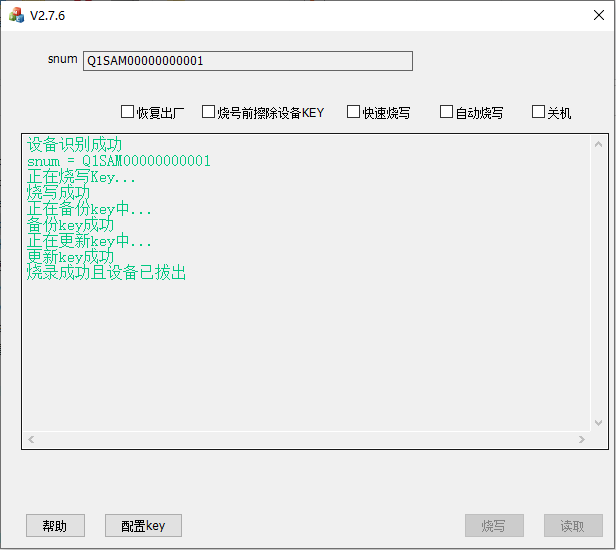 V2.7.6
snum Q1SAM00000000001
恢复出厂 烧号前擦除设备KEY 快速烧写 自动烧写 关机
设备识别成功
snum = Q1SAM00000000001
正在烧写Key...
烧写成功
正在备份key中...
备份key成功
正在更新key中...
更新key成功
烧录成功且设备已拔出
帮助 配置key 烧写 读取